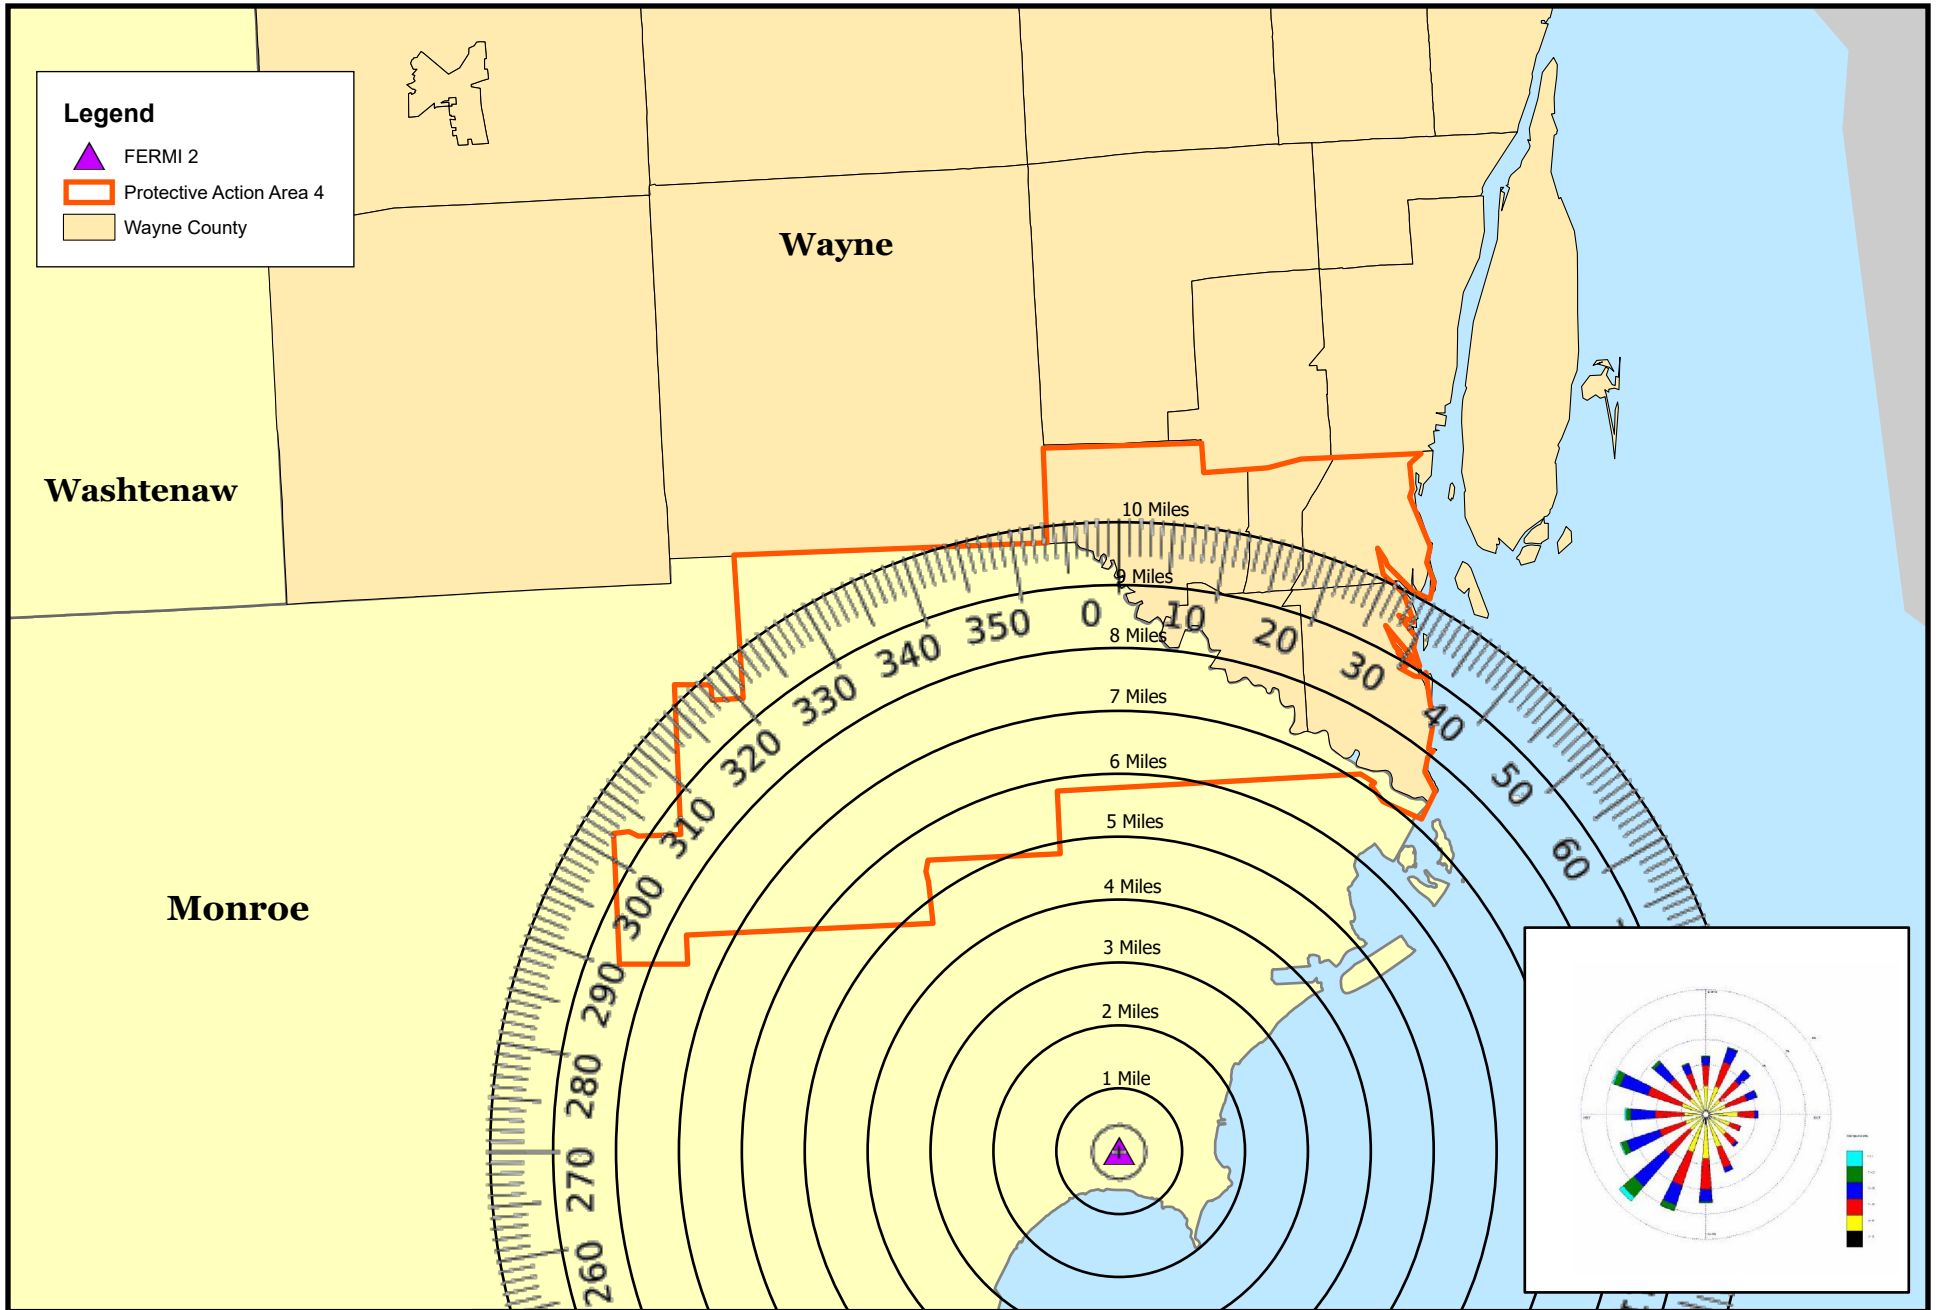 Legend
FERMI 2
Protective Action Area 4
Wayne County
Wayne
Washtenaw
Monroe
10 Miles
9 Miles
8 Miles
7 Miles
6 Miles
5 Miles
4 Miles
3 Miles
2 Miles
1 Mile
260
270
280
290
300
310
320
330
340
350
0
10
20
30
40
50
60